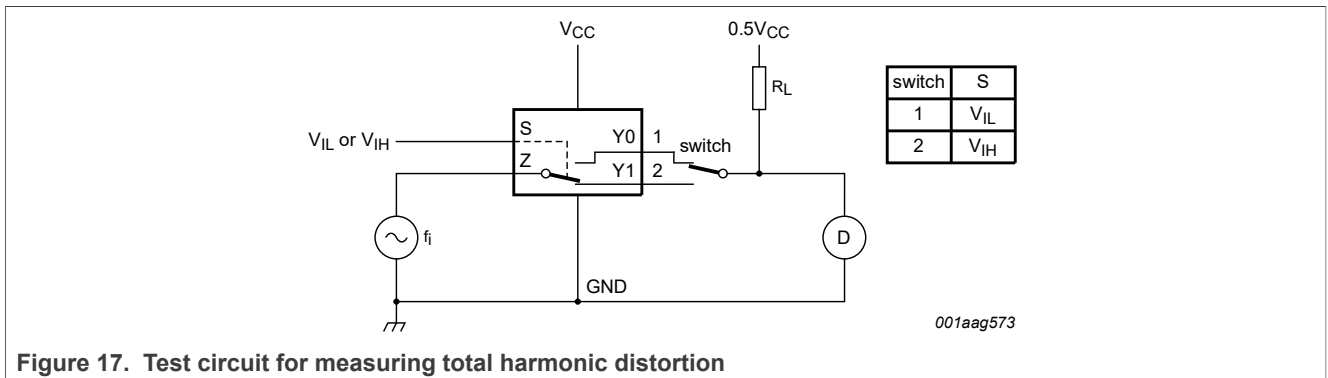 VCC
0.5VCC
RL
switch S
1 VIL
2 VIH
VIL or VIH
S
Z
Y0 1
Y1 2
switch
fi
D
GND
001aag573
Figure 17. Test circuit for measuring total harmonic distortion